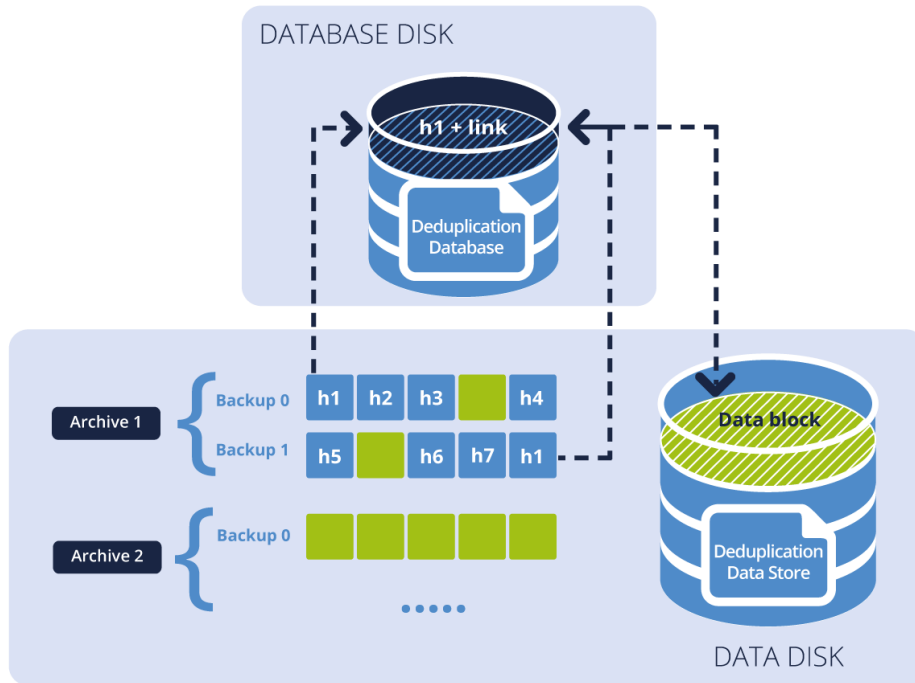 DATABASE DISK
h1 + link
Deduplication
Database
Archive 1
Backup 0
h1 h2 h3 h4
Backup 1
h5 h6 h7 h1
Data block
Archive 2
Backup 0
Deduplication
Data Store
DATA DISK